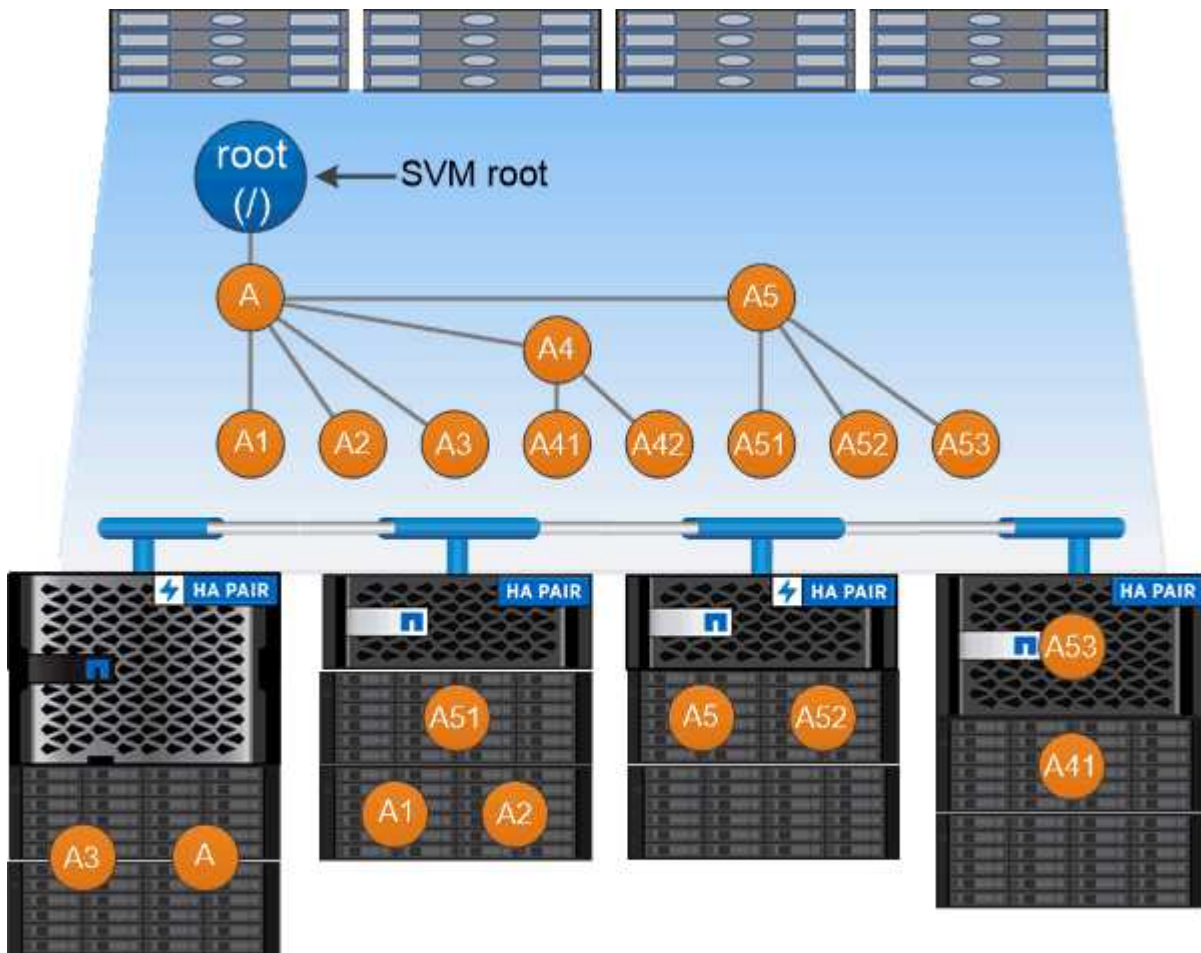 root
(/)
SVM root
A
A5
A4
A1
A2
A3
A41
A42
A51
A52
A53
HA PAIR
HA PAIR
HA PAIR
HA PAIR
A53
A51
A5
A52
A41
A1
A2
A3
A